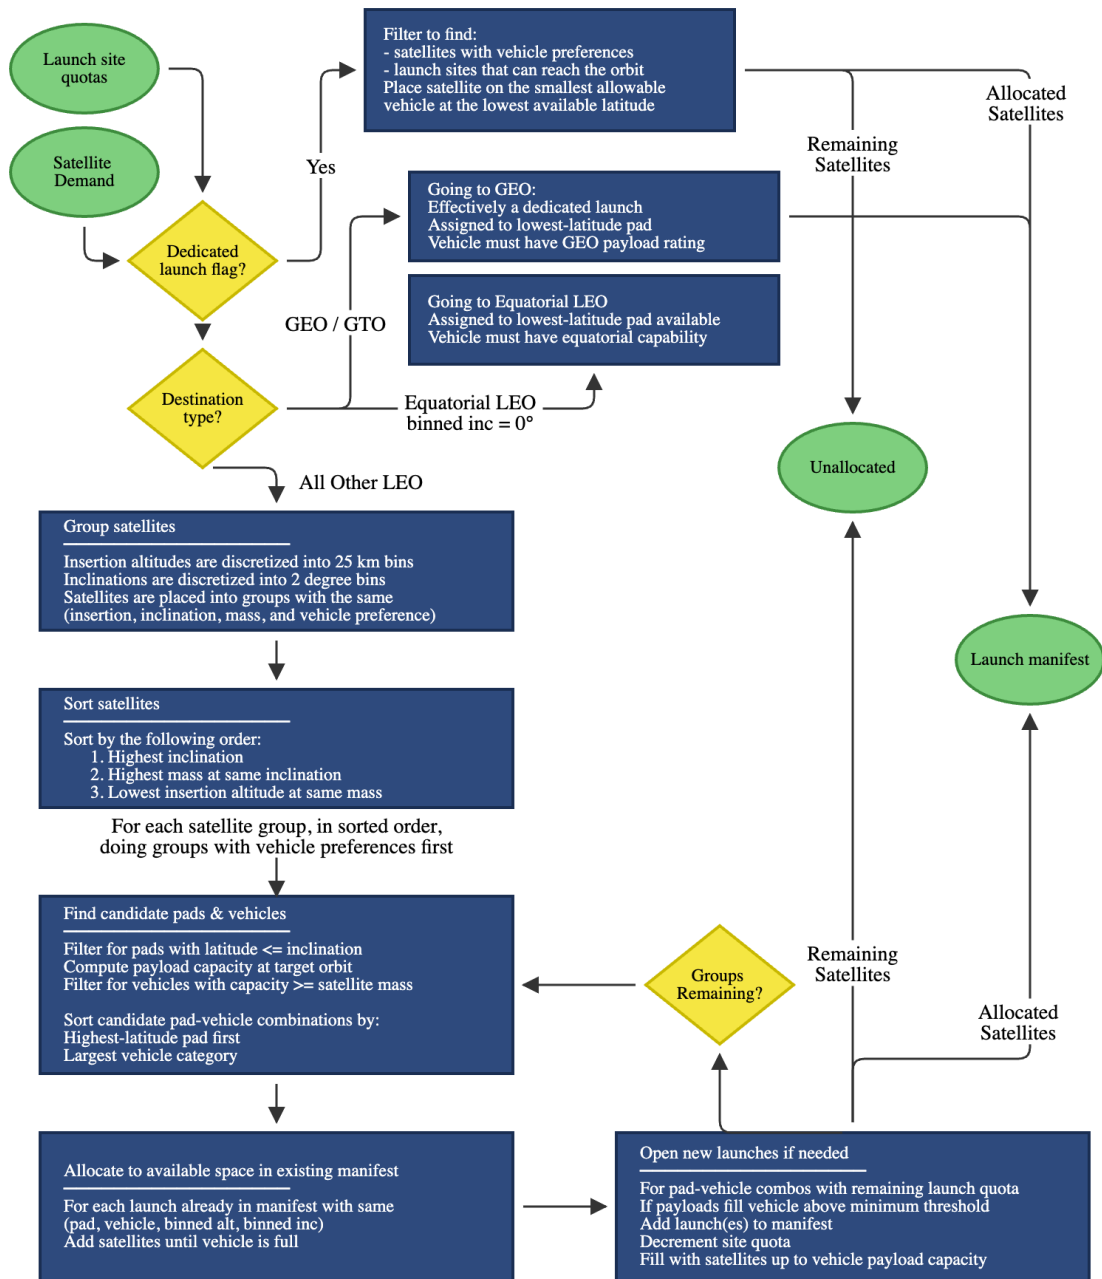 Launch site
quotas
Satellite
Demand
Dedicated
launch flag?
Yes
Filter to find:
- satellites with vehicle preferences
- launch sites that can reach the orbit
Place satellite on the smallest allowable
vehicle at the lowest available latitude
Allocated
Satellites
Remaining
Satellites
Going to GEO:
Effectively a dedicated launch
Assigned to lowest-latitude pad
Vehicle must have GEO payload rating
GEO / GTO
Going to Equatorial LEO
Assigned to lowest-latitude pad available
Vehicle must have equatorial capability
Destination
type?
Equatorial LEO
binned inc = 0°
All Other LEO
Unallocated
Group satellites
Insertion altitudes are discretized into 25 km bins
Inclinations are discretized into 2 degree bins
Satellites are placed into groups with the same
(insertion, inclination, mass, and vehicle preference)
Launch manifest
Sort satellites
Sort by the following order:
1. Highest inclination
2. Highest mass at same inclination
3. Lowest insertion altitude at same mass
For each satellite group, in sorted order,
doing groups with vehicle preferences first
Find candidate pads & vehicles
Filter for pads with latitude <= inclination
Compute payload capacity at target orbit
Filter for vehicles with capacity >= satellite mass
Sort candidate pad-vehicle combinations by:
Highest-latitude pad first
Largest vehicle category
Groups
Remaining?
Remaining
Satellites
Allocated
Satellites
Allocate to available space in existing manifest
For each launch already in manifest with same
(pad, vehicle, binned alt, binned inc)
Add satellites until vehicle is full
Open new launches if needed
For pad-vehicle combos with remaining launch quota
If payloads fill vehicle above minimum threshold
Add launch(es) to manifest
Decrement site quota
Fill with satellites up to vehicle payload capacity